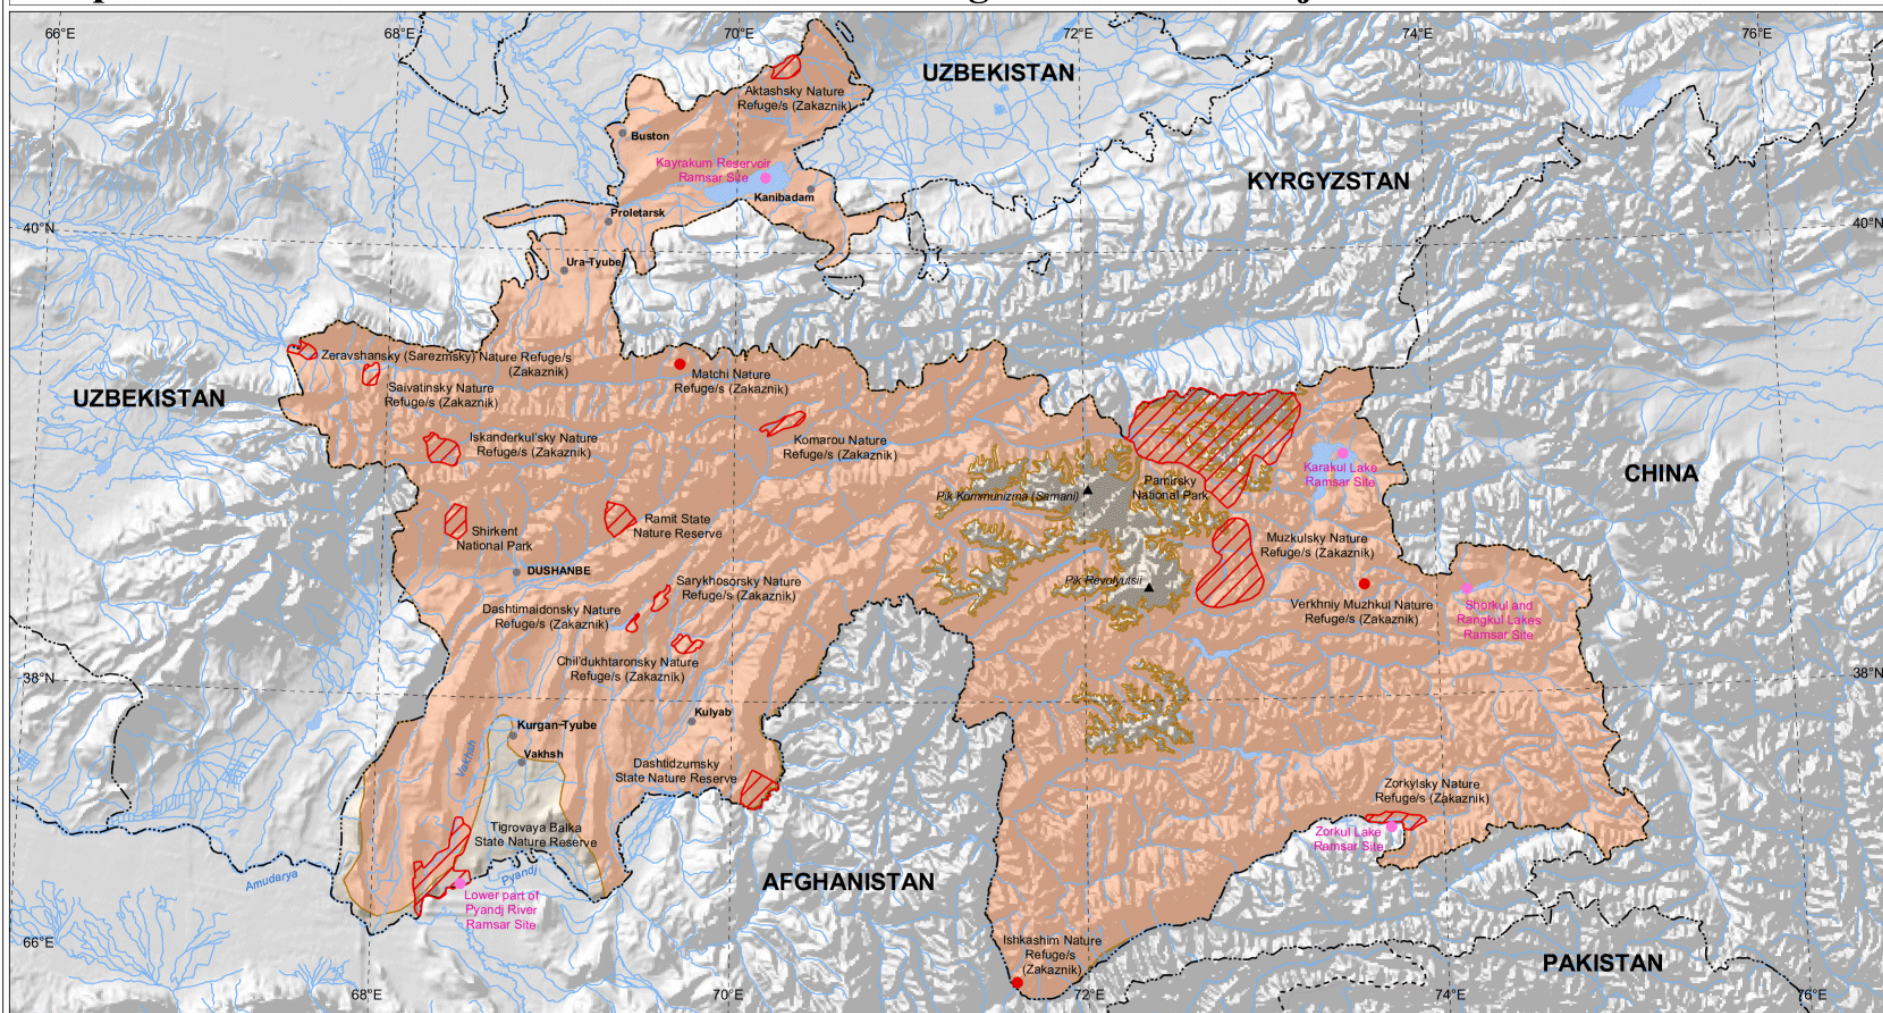 66°E
68°E
70°E
72°E
74°E
76°E
UZBEKISTAN
Aktashsky Nature
Refuge/s (Zakaznik)
Buston
Kayrakum Reservoir
Ramsar Site
Kanibadam
KYRGYZSTAN
Proletarsk
40°N
40°N
Ura-Tyube
Zeravshansky (Sarezmsky) Nature Refuge/s
(Zakaznik)
Matchi Nature
Refuge/s (Zakaznik)
Saivatinsky Nature
Refuge/s (Zakaznik)
UZBEKISTAN
Iskanderkul'sky Nature
Refuge/s (Zakaznik)
Komarou Nature
Refuge/s (Zakaznik)
Karakul Lake
Ramsar Site
CHINA
Pamirsky
National Park
Pik Kommunizma (Samani)
Ramit State
Nature Reserve
Shirkent
National Park
Muzkulsky Nature
Refuge/s (Zakaznik)
DUSHANBE
Sarykhosorsky Nature
Refuge/s (Zakaznik)
Pik Revolyutsii
Dashtimaidonsky Nature
Refuge/s (Zakaznik)
Verkhniy Muzhkul Nature
Refuge/s (Zakaznik)
Shorkul and
Rangkul Lakes
Ramsar Site
Chil'dukhtaronsky Nature
Refuge/s (Zakaznik)
38°N
38°N
Kulyab
Kurgan-Tyube
Vakhsh
Vakhsh
Dashtidzumsky
State Nature Reserve
Zorkylsky Nature
Refuge/s (Zakaznik)
Tigrovaya Balka
State Nature Reserve
Zorkul Lake
Ramsar Site
Amudarya
Pyandj
AFGHANISTAN
Lower part of
Pyandj River
Ramsar Site
66°E
Ishkashim Nature
Refuge/s
(Zakaznik)
PAKISTAN
68°E
70°E
72°E
74°E
76°E